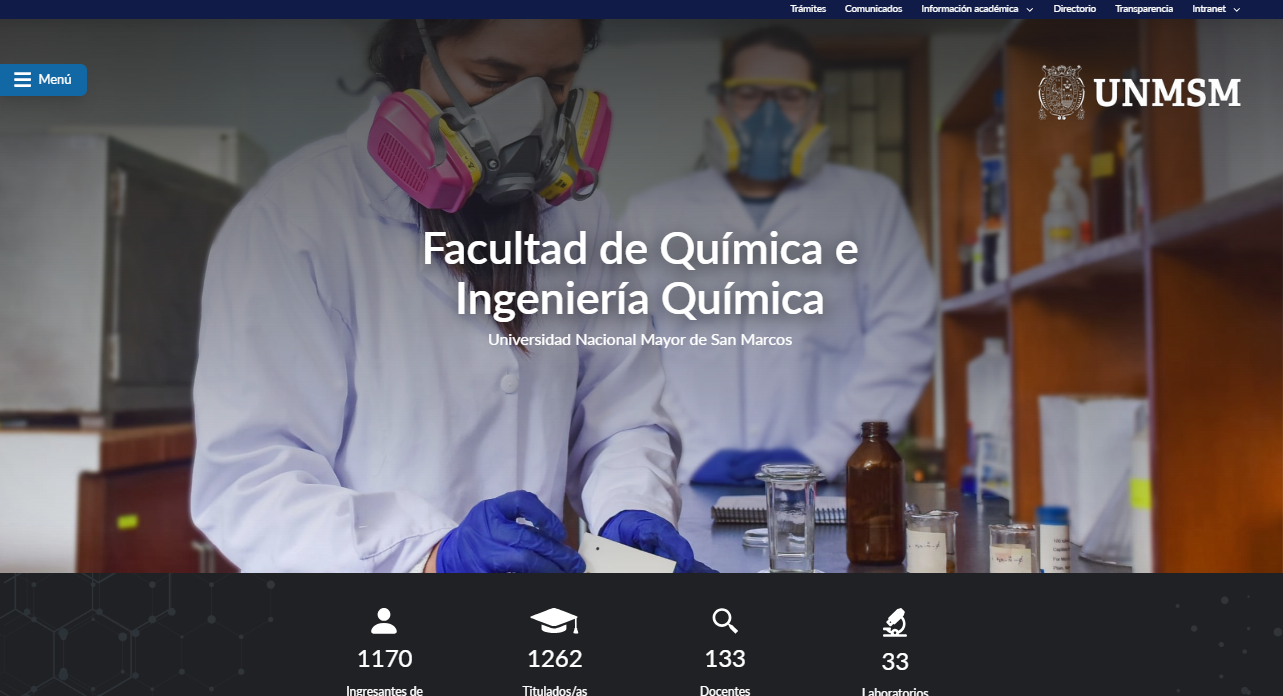 Trámites Comunicados Información académica Directorio Transparencia Intranet
Menú
UNMSM
Facultad de Química e
Ingeniería Química
Universidad Nacional Mayor de San Marcos
1170 1262 133 33
Ingresantes de Titulados/as Docentes Laboratorios